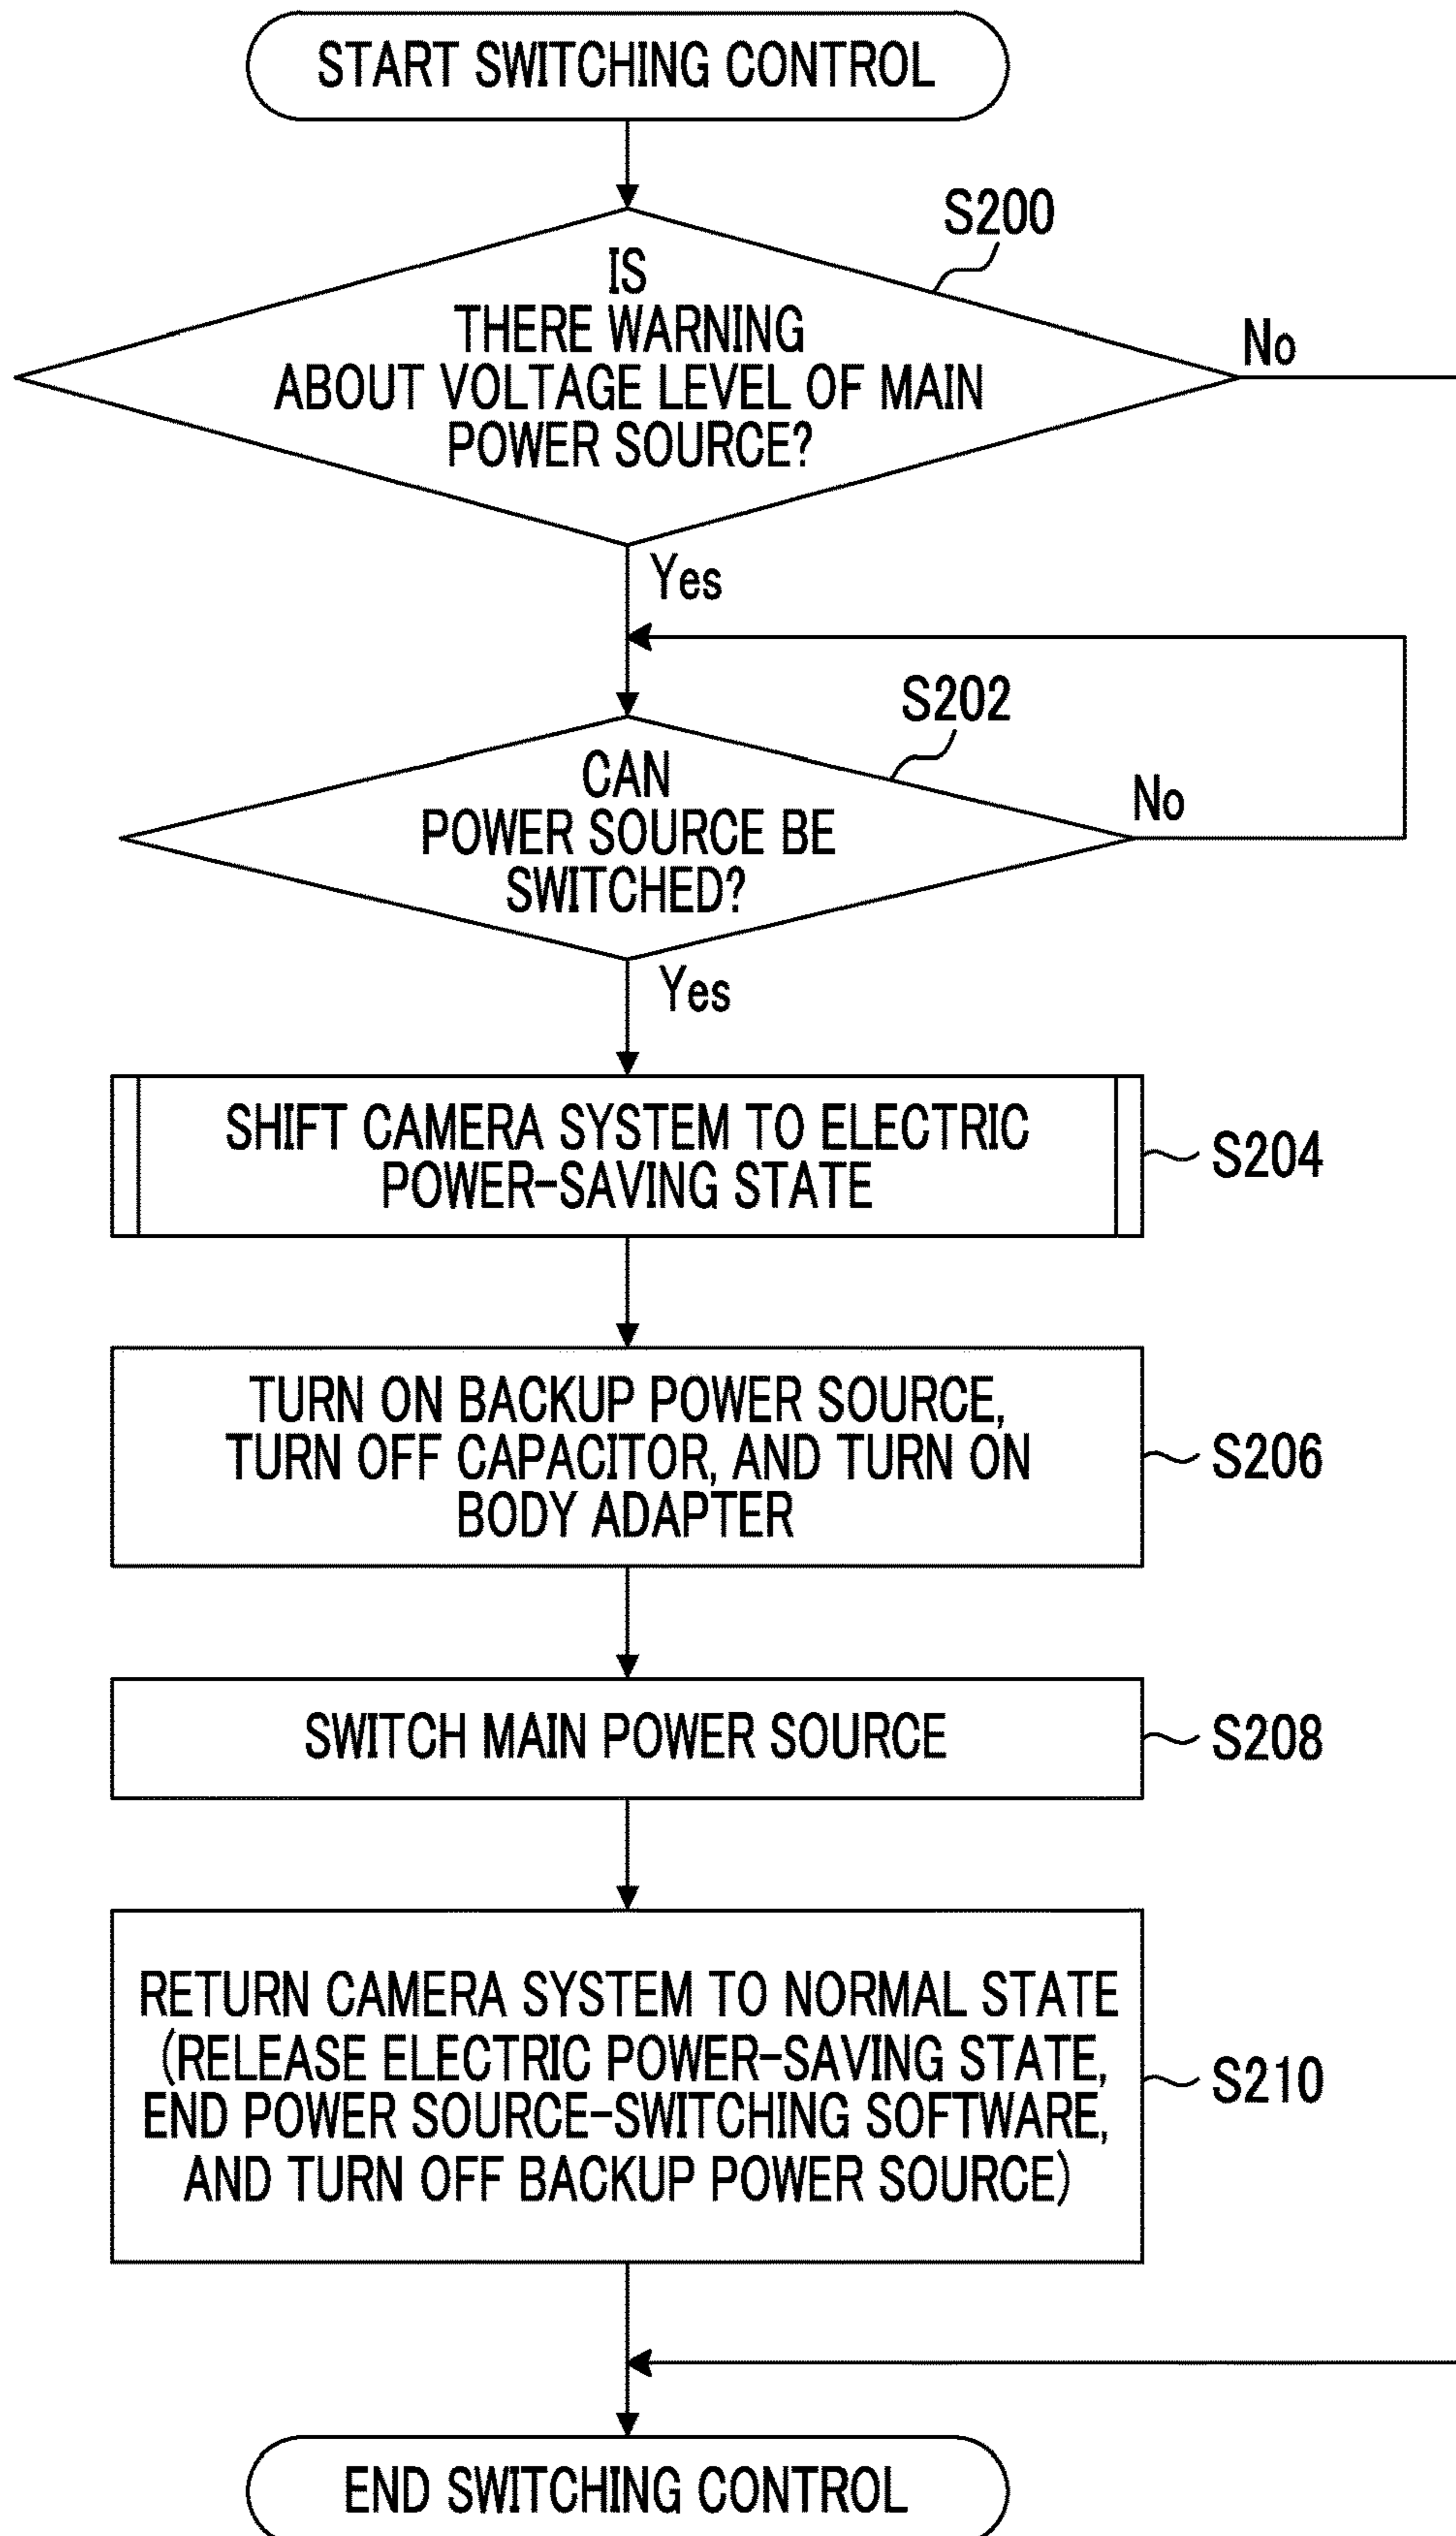 START SWITCHING CONTROL
S200
IS
THERE WARNING
ABOUT VOLTAGE LEVEL OF MAIN
POWER SOURCE?
No
Yes
S202
CAN
POWER SOURCE BE
SWITCHED?
No
Yes
SHIFT CAMERA SYSTEM TO ELECTRIC
POWER-SAVING STATE
S204
TURN ON BACKUP POWER SOURCE,
TURN OFF CAPACITOR, AND TURN ON
BODY ADAPTER
S206
SWITCH MAIN POWER SOURCE
S208
RETURN CAMERA SYSTEM TO NORMAL STATE
(RELEASE ELECTRIC POWER-SAVING STATE,
END POWER SOURCE-SWITCHING SOFTWARE,
AND TURN OFF BACKUP POWER SOURCE)
S210
END SWITCHING CONTROL